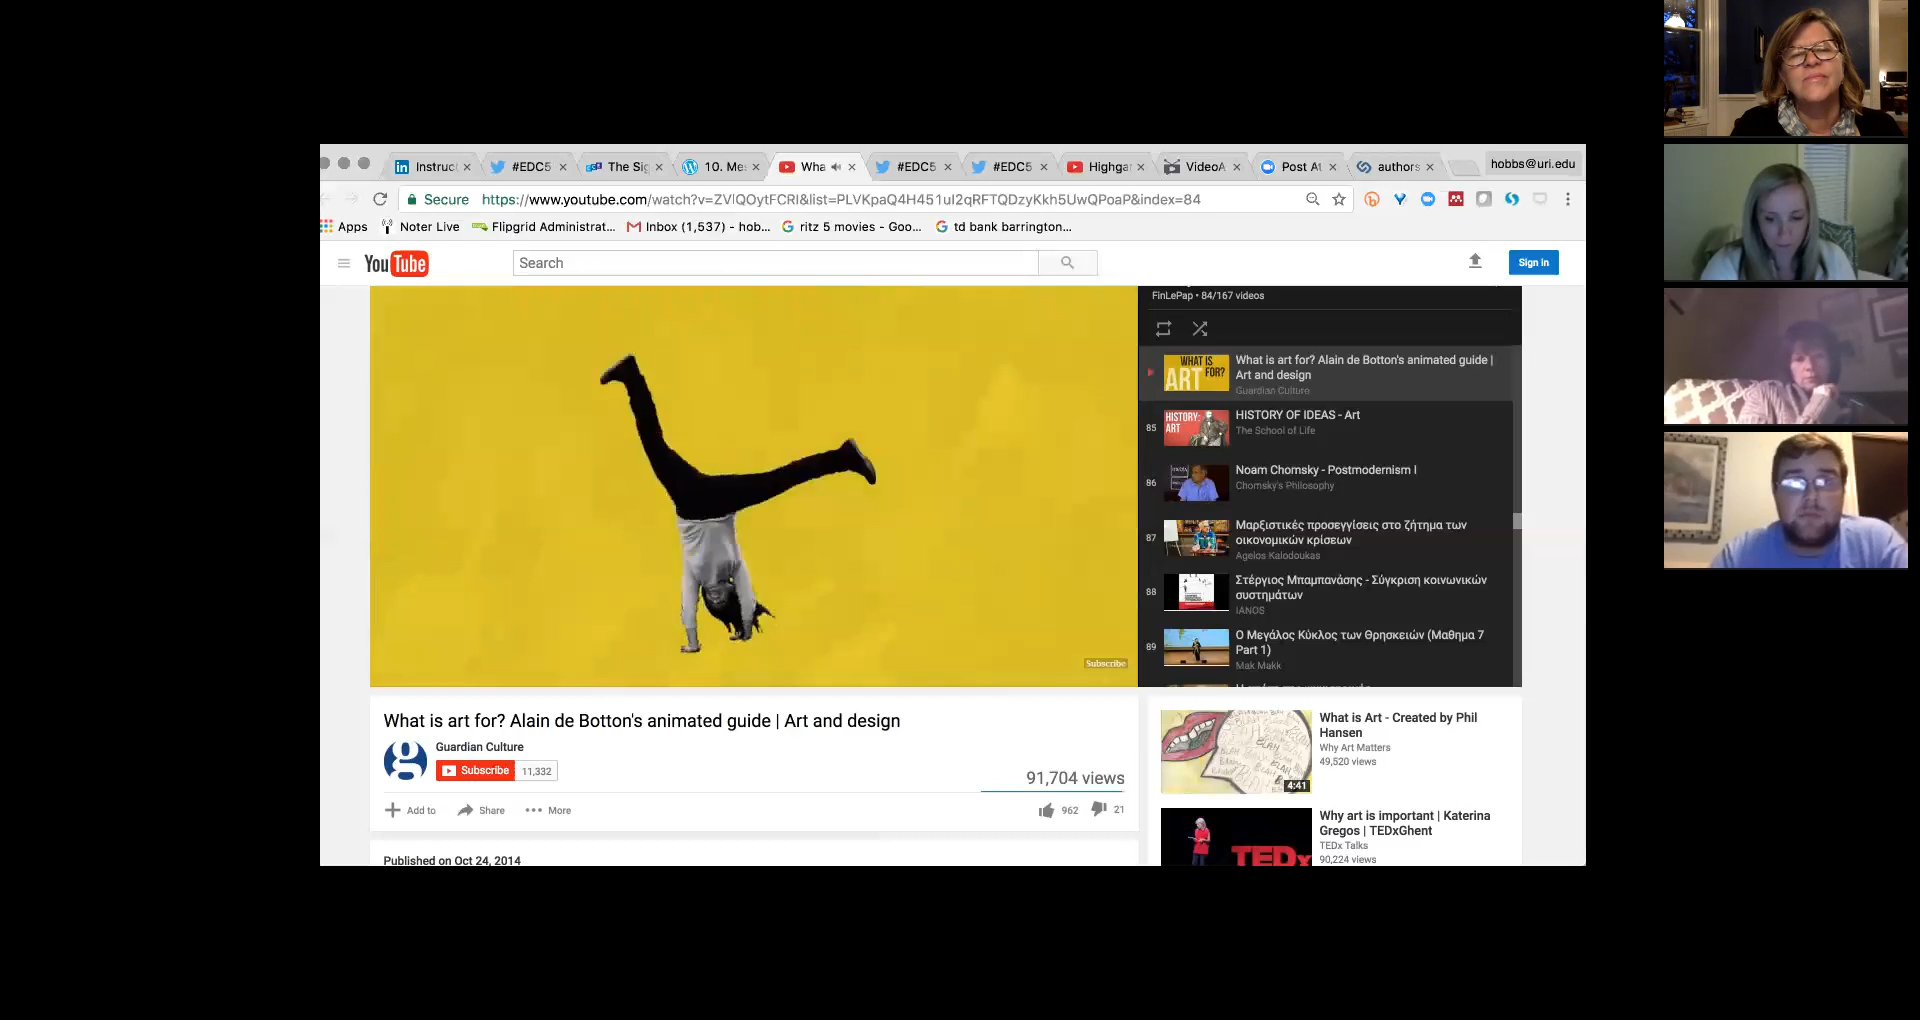 Instruc
#EDC5
The Sig
10. Me
Wha
#EDC5
#EDC5
Highga
VideoA
Post At
authors
hobbs@uri.edu
Secure
https://www.youtube.com/watch?v=ZVlQOytFCRI&list=PLVKpaQ4H451uI2qRFTQDzyKkh5UwQPoaP&index=84
Apps
Noter Live
Flipgrid Administrat...
Inbox (1,537) - hob...
ritz 5 movies - Goo...
td bank barrington...
YouTube
Search
Sign in
FinLePap • 84/167 videos
WHAT IS
ART FOR?
What is art for? Alain de Botton's animated guide |
Art and design
Guardian Culture
85
HISTORY:
ART
HISTORY OF IDEAS - Art
The School of Life
86
Noam Chomsky - Postmodernism I
Chomsky's Philosophy
87
Μαρξιστικές προσεγγίσεις στο ζήτημα των
οικονομικών κρίσεων
Agelos Kalodoukas
88
Στέργιος Μπαμπανάσης - Σύγκριση κοινωνικών
συστημάτων
IANOS
89
Ο Μεγάλος Κύκλος των Θρησκειών (Μαθημα 7
Part 1)
Mak Makk
Subscribe
What is art for? Alain de Botton's animated guide | Art and design
Guardian Culture
Subscribe
11,332
91,704 views
Add to
Share
More
962
21
Published on Oct 24, 2014
4:41
What is Art - Created by Phil
Hansen
Why Art Matters
49,520 views
TEDx
Why art is important | Katerina
Gregos | TEDxGhent
TEDx Talks
90,224 views